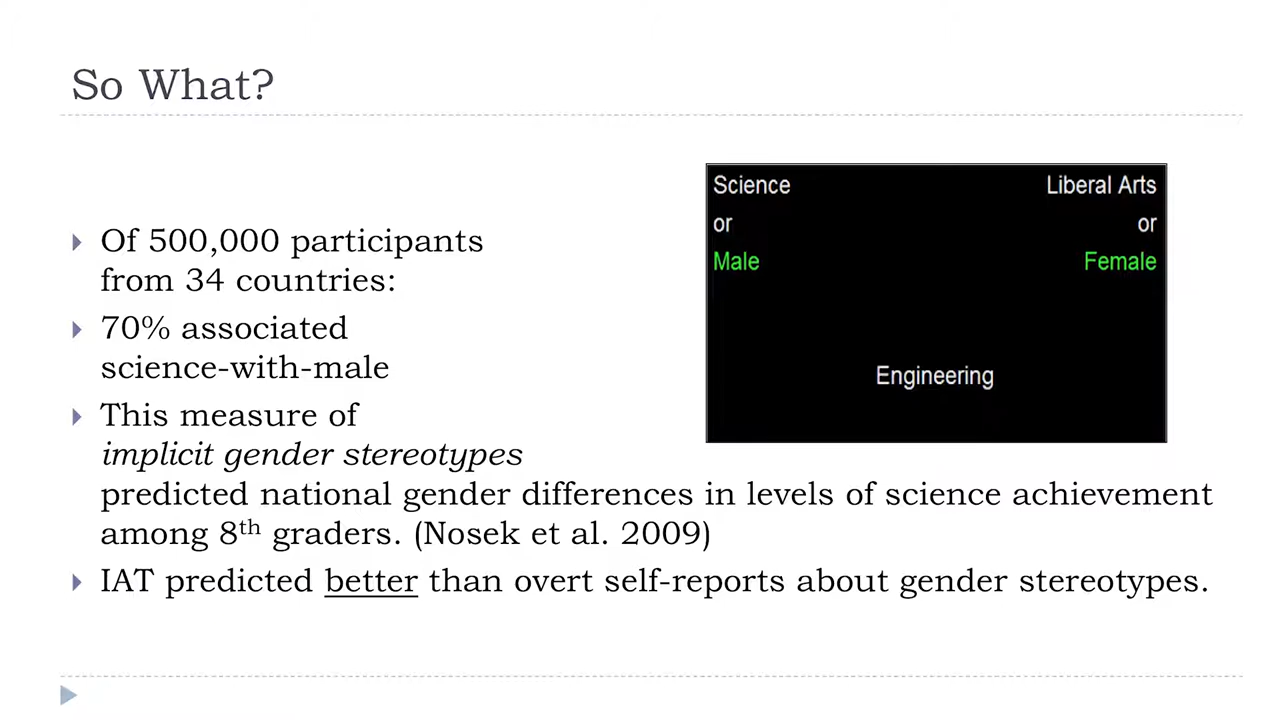 So What?
Of 500,000 participants
from 34 countries:
70% associated
science-with-male
This measure of
implicit gender stereotypes
predicted national gender differences in levels of science achievement
among 8th graders. (Nosek et al. 2009)
IAT predicted better than overt self-reports about gender stereotypes.
Science
or
Male
Liberal Arts
or
Female
Engineering